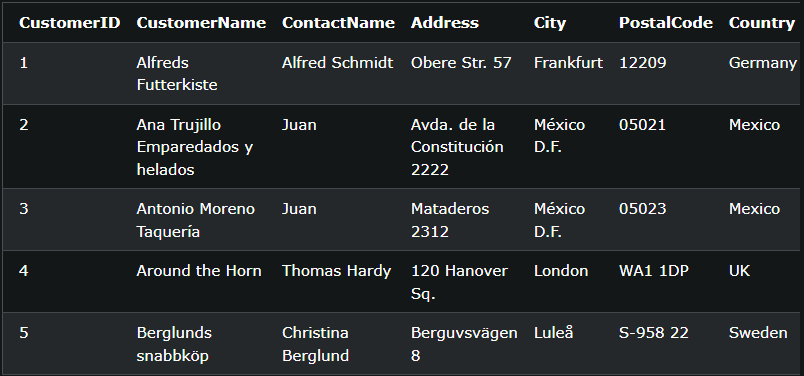 CustomerID CustomerName ContactName Address City PostalCode Country
1 Alfreds Alfred Schmidt Obere Str. 57 Frankfurt 12209 Germany
Futterkiste
2 Ana Trujillo Juan Avda. de la México 05021 Mexico
Emparedados y Constitución D.F.
helados 2222
3 Antonio Moreno Juan Mataderos México 05023 Mexico
Taquería 2312 D.F.
4 Around the Horn Thomas Hardy 120 Hanover London WA1 1DP UK
Sq.
5 Berglunds Christina Berguvsvägen Luleå S-958 22 Sweden
snabbköp Berglund 8